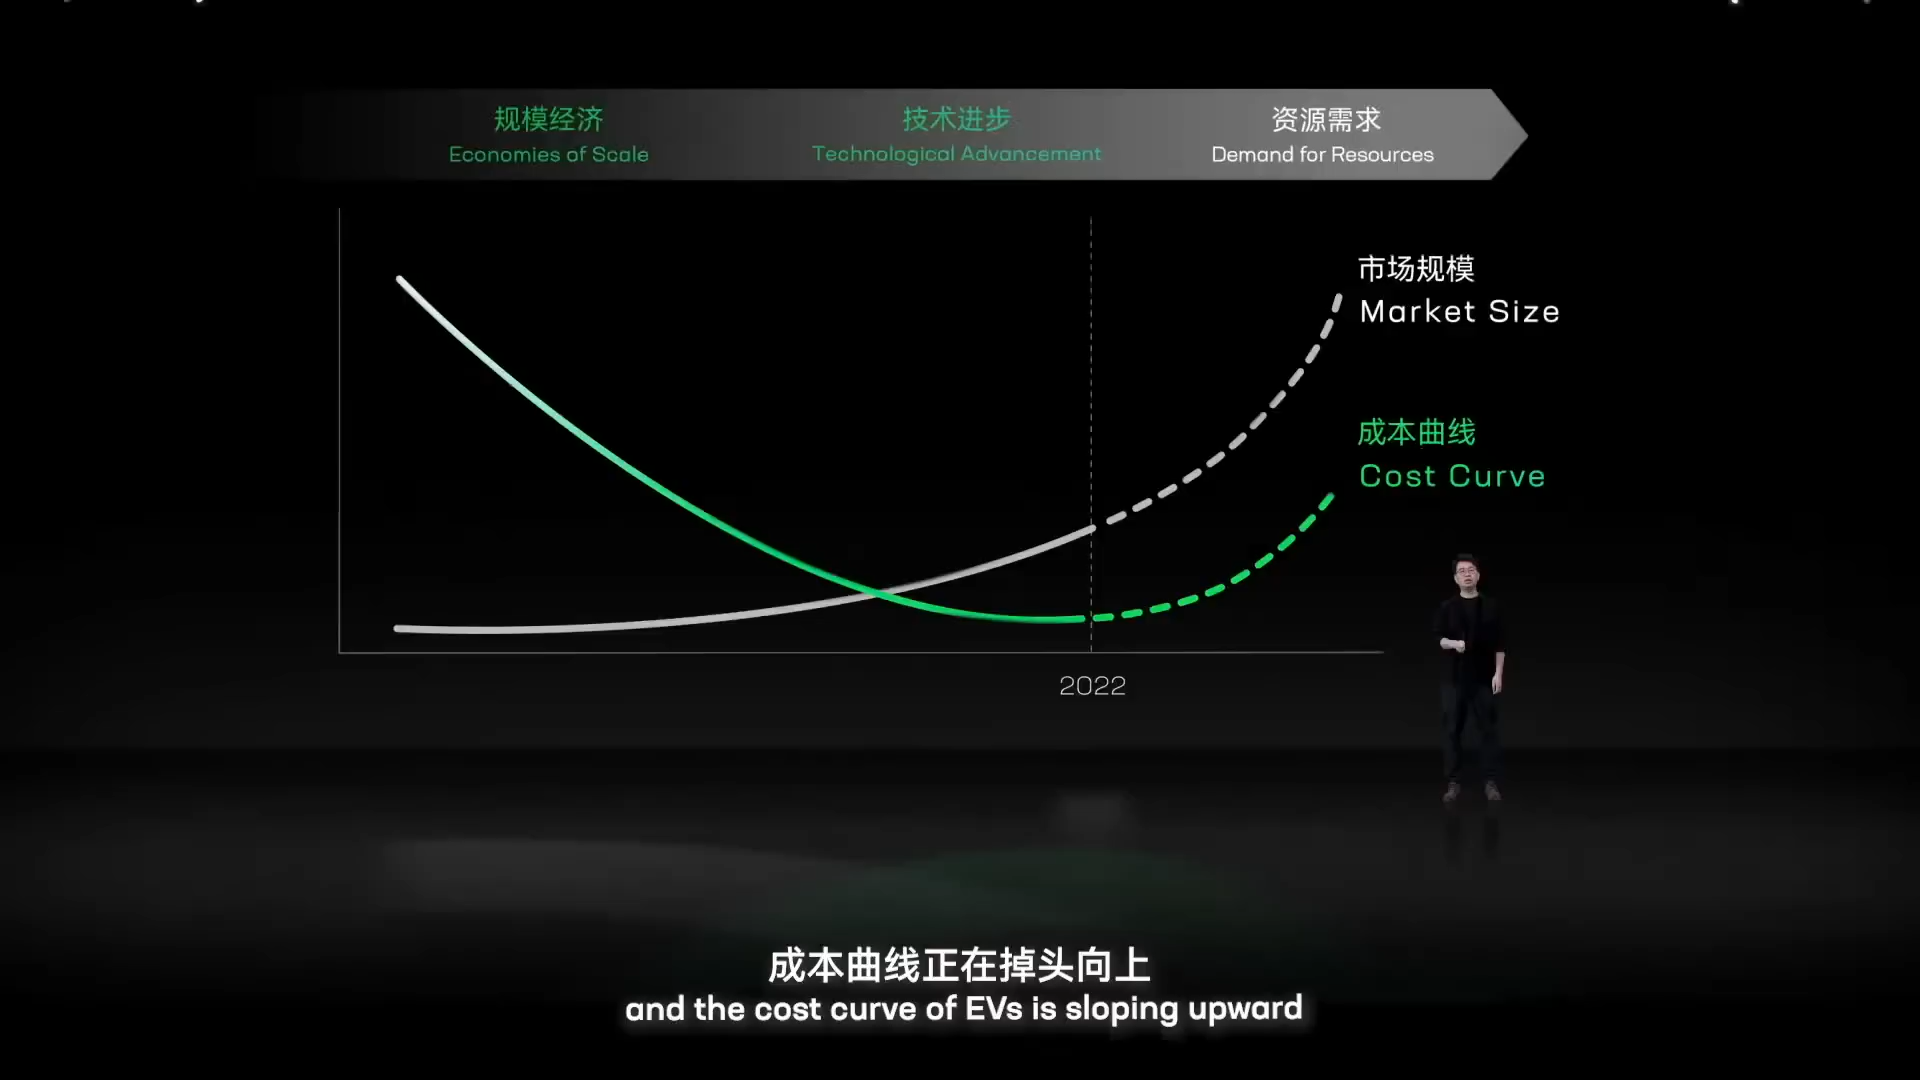 规模经济
Economies of Scale
技术进步
Technological Advancement
资源需求
Demand for Resources
市场规模
Market Size
成本曲线
Cost Curve
2022
成本曲线正在掉头向上
and the cost curve of EVs is sloping upward